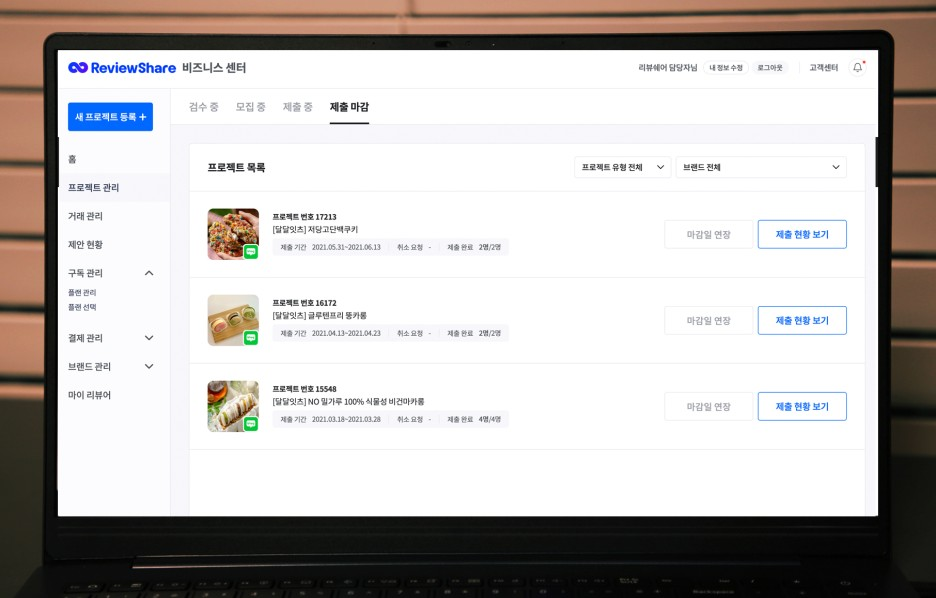 ReviewShare 비즈니스 센터
리뷰쉐어 담당자님 내 정보 수정 로그아웃 고객센터
새 프로젝트 등록 +
홈
프로젝트 관리
거래 관리
제안 현황
구독 관리
플랜 관리
플랜 선택
결제 관리
브랜드 관리
마이 리뷰어
검수 중 모집 중 제출 중 제출 마감
프로젝트 목록
프로젝트 유형 전체 브랜드 전체
프로젝트 번호 17213
[달달잇츠] 저당고단백쿠키
제출 기간 2021.05.31~2021.06.13 취소 요청 - 제출 완료 2명/2명
마감일 연장 제출 현황 보기
프로젝트 번호 16172
[달달잇츠] 글루텐프리 뚱카롱
제출 기간 2021.04.13~2021.04.23 취소 요청 - 제출 완료 2명/2명
마감일 연장 제출 현황 보기
프로젝트 번호 15548
[달달잇츠] NO 밀가루 100% 식물성 비건마카롱
제출 기간 2021.03.18~2021.03.28 취소 요청 - 제출 완료 4명/4명
마감일 연장 제출 현황 보기